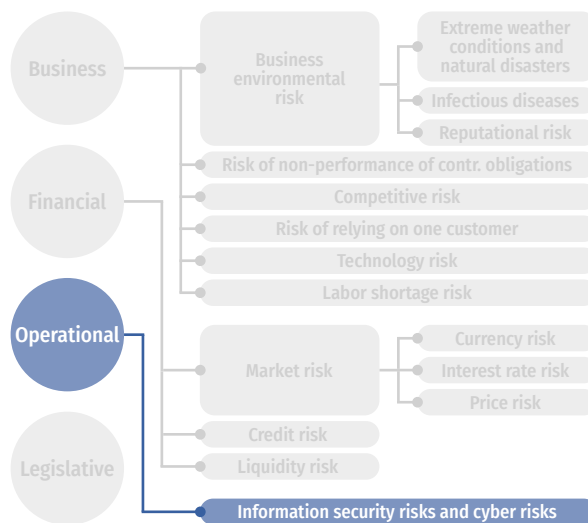 Business
Business
environmental
risk
Extreme weather
conditions and
natural disasters
Infectious diseases
Reputational risk
Risk of non-performance of contr. obligations
Competitive risk
Risk of relying on one customer
Technology risk
Labor shortage risk
Financial
Market risk
Currency risk
Interest rate risk
Price risk
Credit risk
Liquidity risk
Operational
Information security risks and cyber risks
Legislative